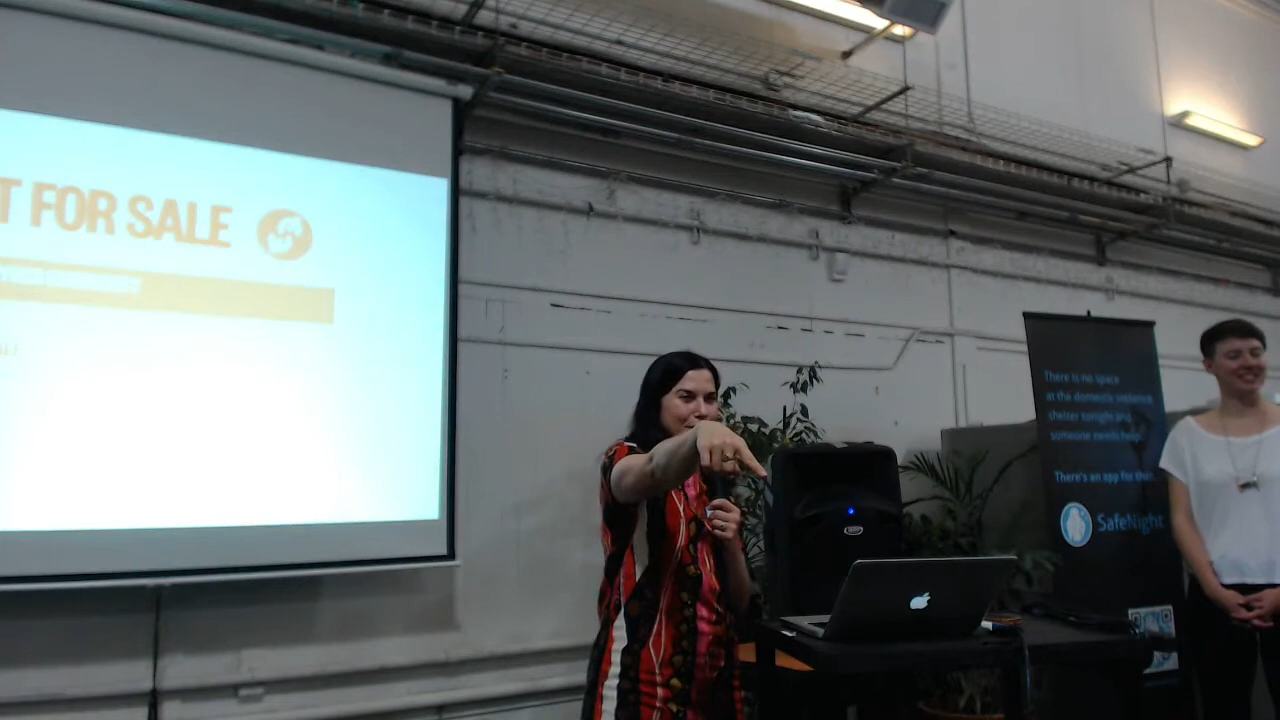 T FOR SALE
There is no space
at the domestic violence
shelter tonight and
someone needs help.
There's an app for that.
SafeNight